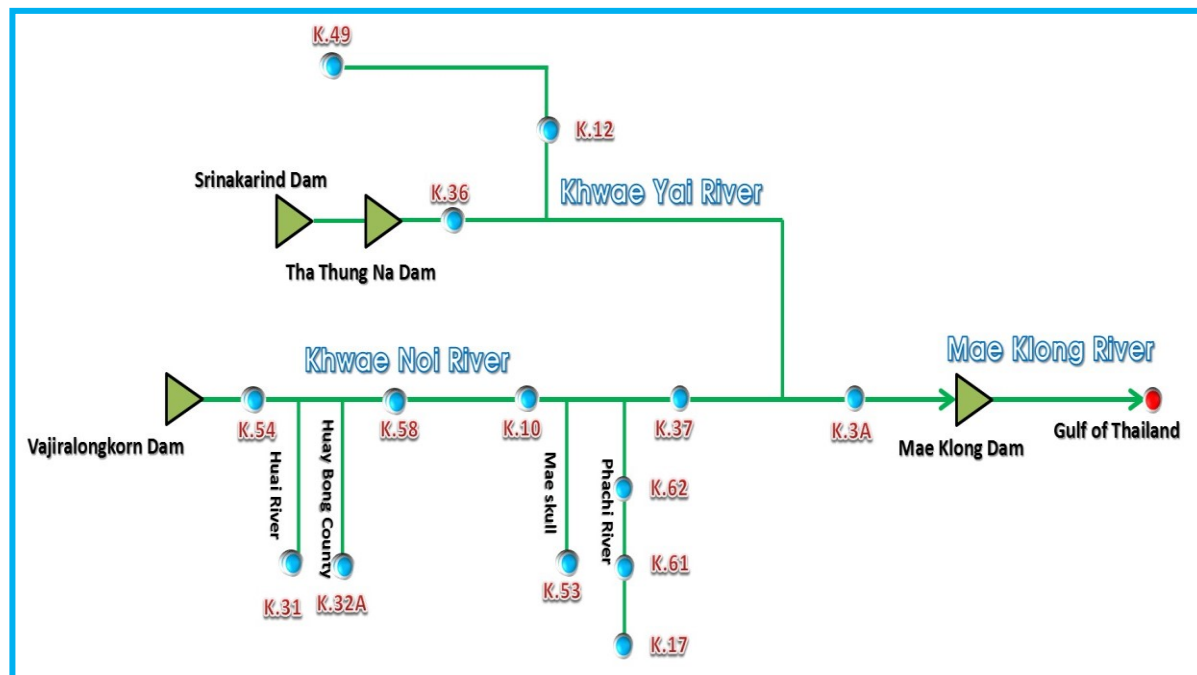 K.49
K.12
Srinakarind Dam
K.36
Khwae Yai River
Tha Thung Na Dam
Khwae Noi River
Mae Klong River
K.54
K.58
K.10
K.37
K.3A
Gulf of Thailand
Vajiralongkorn Dam
Mae Klong Dam
Huai River
Huay Bong County
Mae skull
Phachi River
K.62
K.61
K.53
K.31
K.32A
K.17